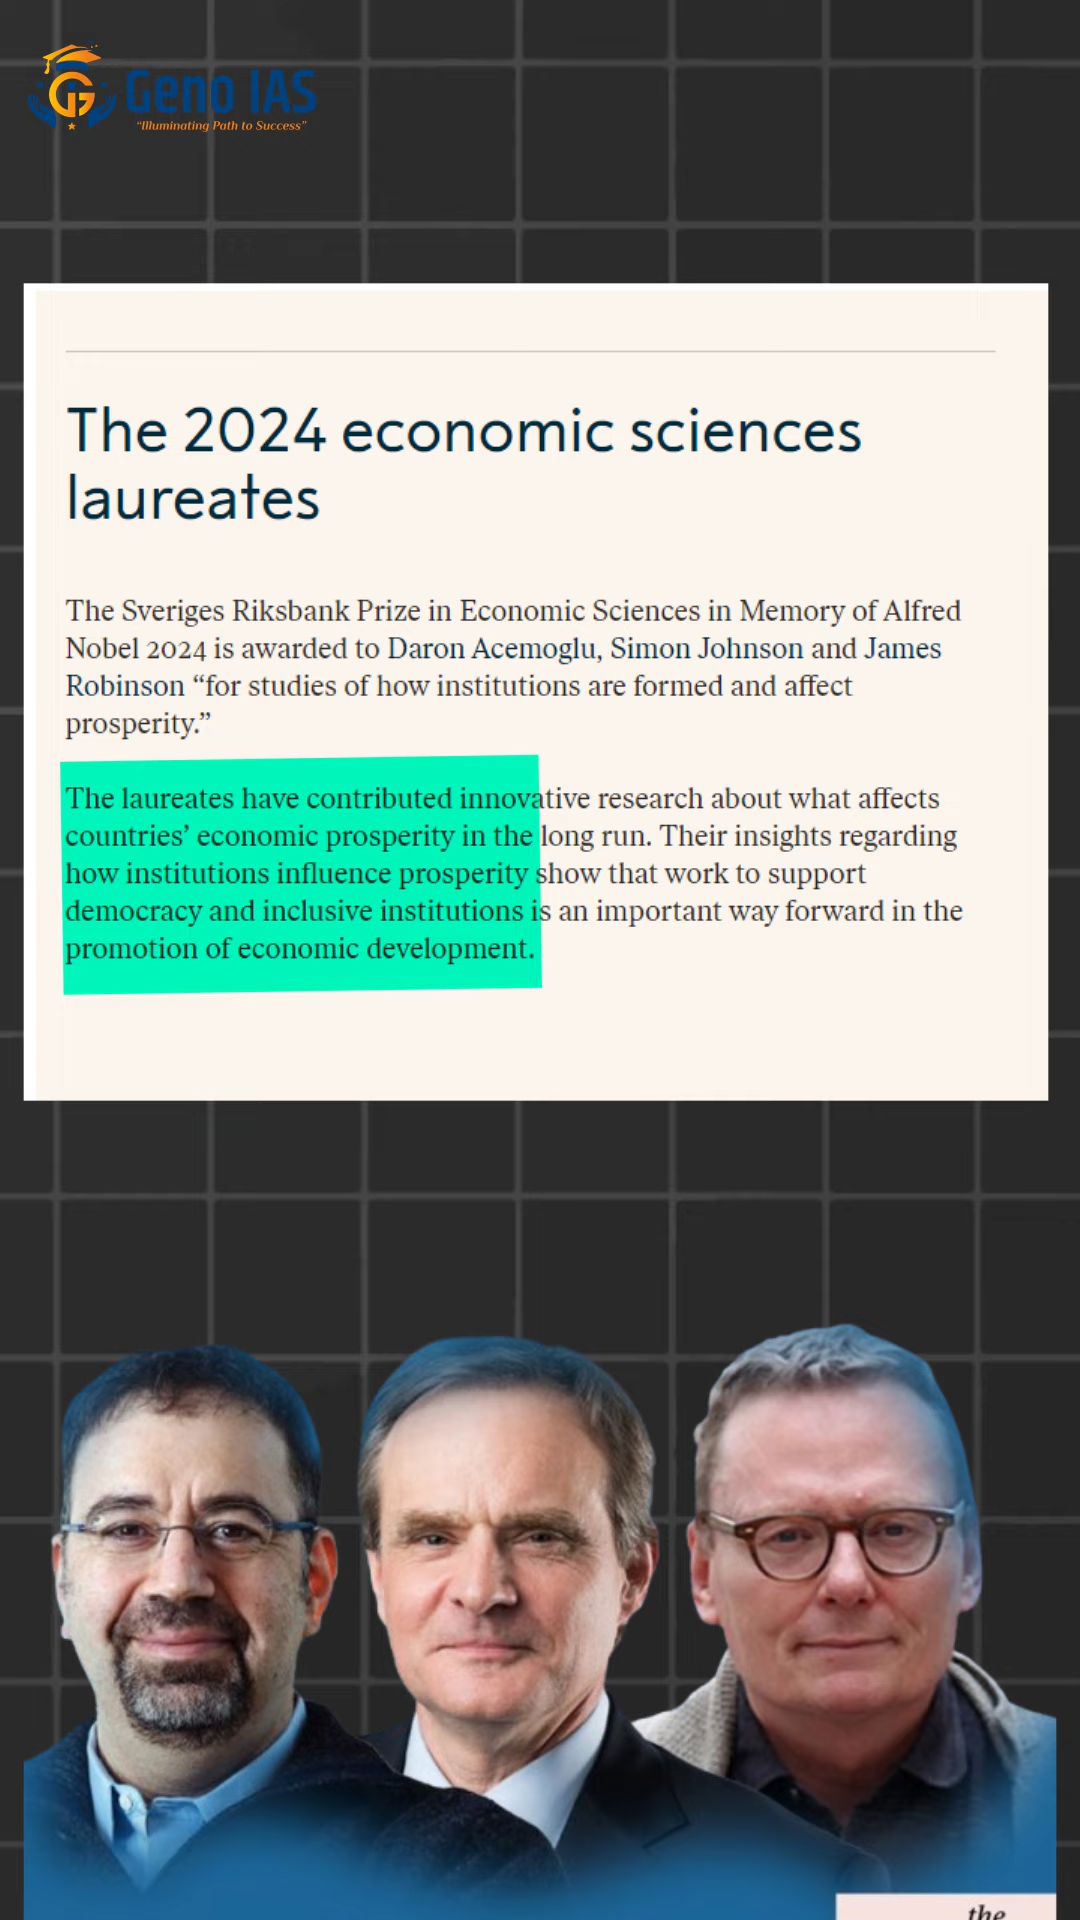 Geno IAS
“Illuminating Path to Success”
The 2024 economic sciences
laureates
The Sveriges Riksbank Prize in Economic Sciences in Memory of Alfred
Nobel 2024 is awarded to Daron Acemoglu, Simon Johnson and James
Robinson “for studies of how institutions are formed and affect
prosperity.”
The laureates have contributed innovative research about what affects
countries’ economic prosperity in the long run. Their insights regarding
how institutions influence prosperity show that work to support
democracy and inclusive institutions is an important way forward in the
promotion of economic development.
the